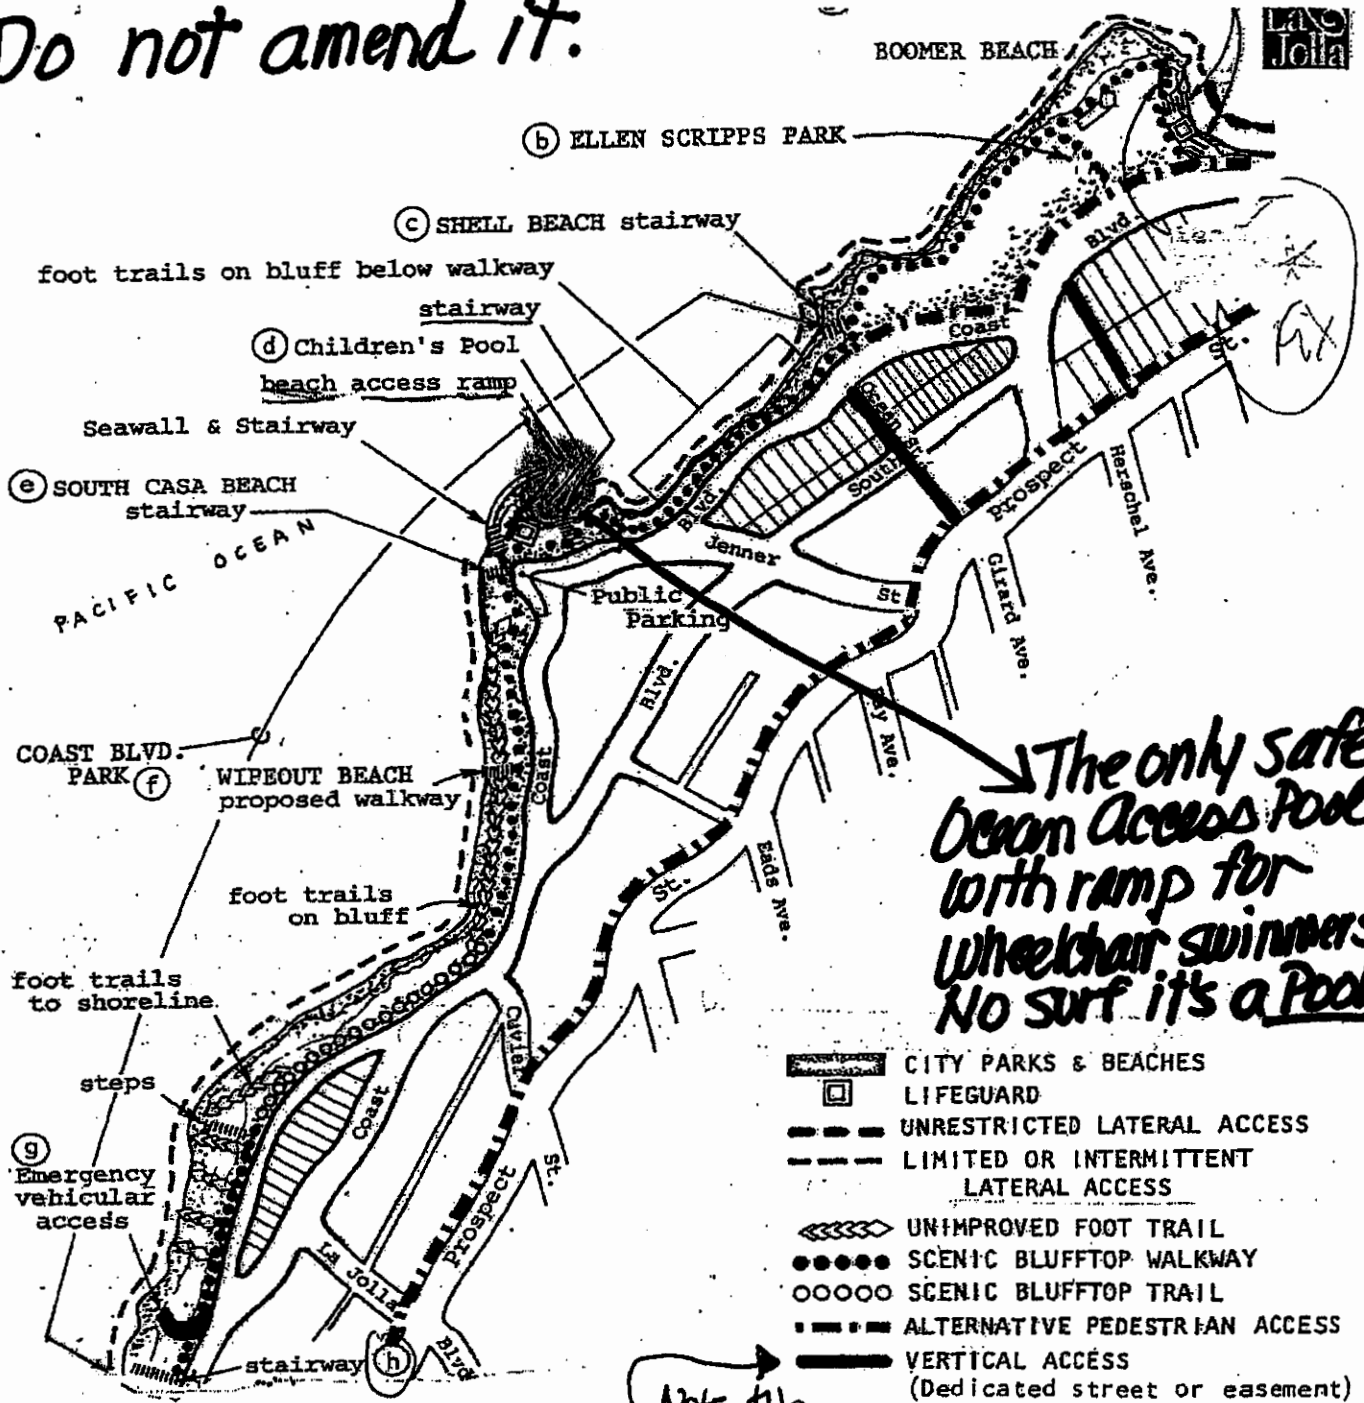 Do not amend it.
La
Jolla
BOOMER BEACH
(b) ELLEN SCRIPPS PARK
(c) SHELL BEACH stairway
foot trails on bluff below walkway
stairway
(d) Children's Pool
beach access ramp
Seawall & Stairway
(e) SOUTH CASA BEACH
stairway
PACIFIC OCEAN
Blvd.
Coast
South
St.
Prospect
Herschel Ave.
Girard Ave.
Blvd.
Jenner
St
Public
Parking
Blvd.
Coast
Ave.
COAST BLVD.
PARK (f)
WIPEOUT BEACH
proposed walkway
The only safe
Ocean Access Pool
with ramp for
wheelchair swimmers
No surf it's a Pool
foot trails
on bluff
St.
Eads Ave.
foot trails
to shoreline
Cuvier
St.
steps
Coast
(g)
Emergency
vehicular
access
Prospect
La Jolla
Blvd
stairway
(h)
CITY PARKS & BEACHES
LIFEGUARD
UNRESTRICTED LATERAL ACCESS
LIMITED OR INTERMITTENT
LATERAL ACCESS
UNIMPROVED FOOT TRAIL
SCENIC BLUFFTOP WALKWAY
SCENIC BLUFFTOP TRAIL
ALTERNATIVE PEDESTRIAN ACCESS
VERTICAL ACCESS
(Dedicated street or easement)
Note the